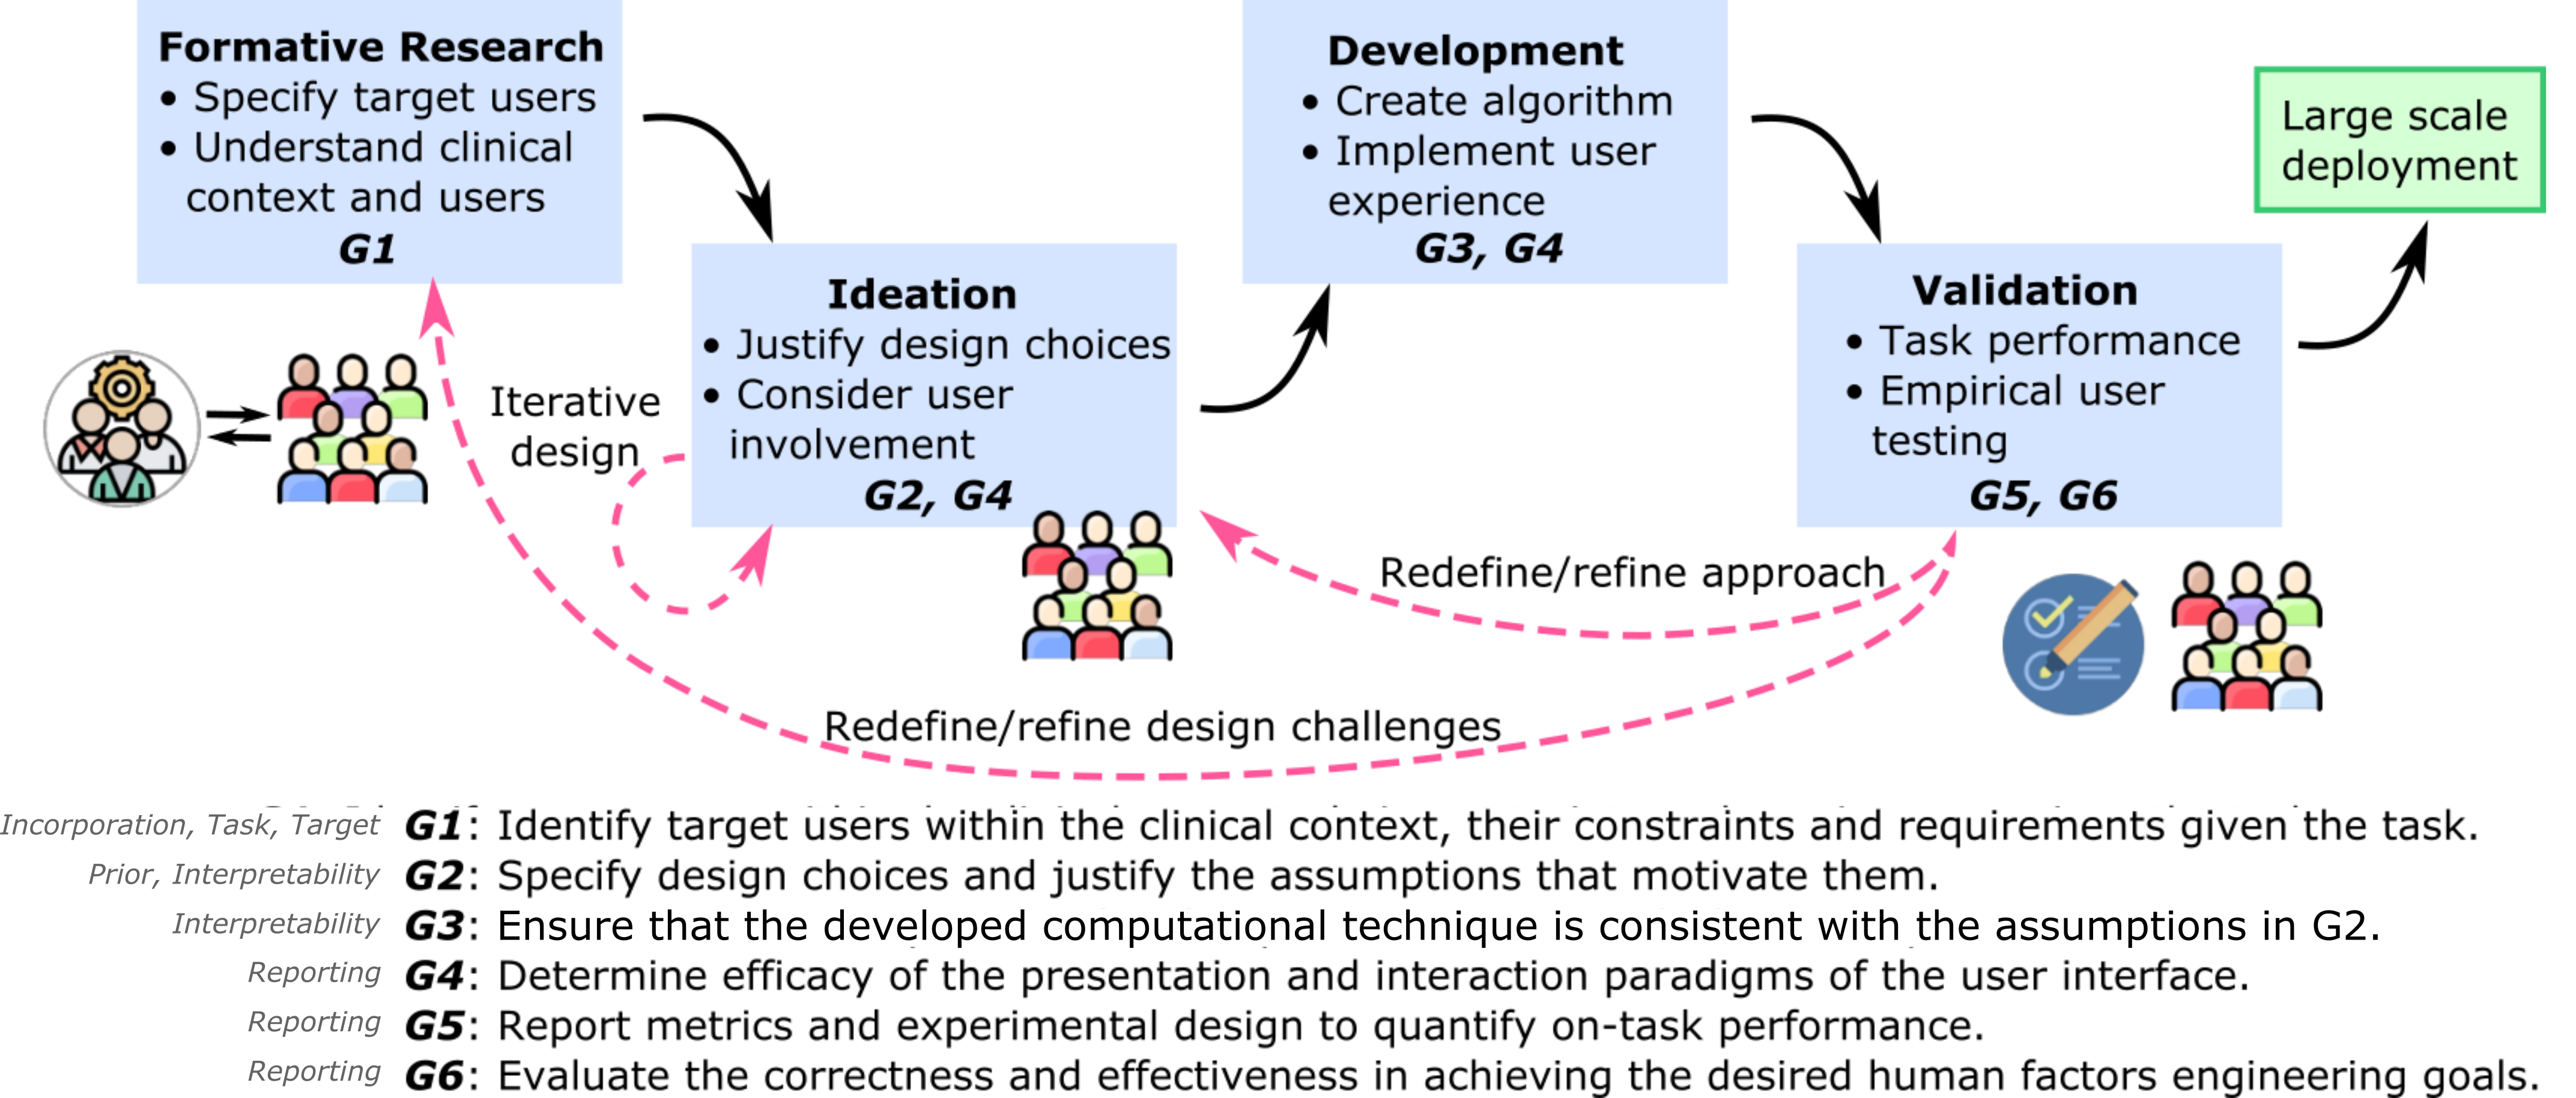 Formative Research
• Specify target users
• Understand clinical
context and users
G1
Ideation
• Justify design choices
• Consider user
involvement
G2, G4
Development
• Create algorithm
• Implement user
experience
G3, G4
Validation
• Task performance
• Empirical user
testing
G5, G6
Large scale
deployment
Iterative
design
Redefine/refine approach
Redefine/refine design challenges
Incorporation, Task, Target G1: Identify target users within the clinical context, their constraints and requirements given the task.
Prior, Interpretability G2: Specify design choices and justify the assumptions that motivate them.
Interpretability G3: Ensure that the developed computational technique is consistent with the assumptions in G2.
Reporting G4: Determine efficacy of the presentation and interaction paradigms of the user interface.
Reporting G5: Report metrics and experimental design to quantify on-task performance.
Reporting G6: Evaluate the correctness and effectiveness in achieving the desired human factors engineering goals.